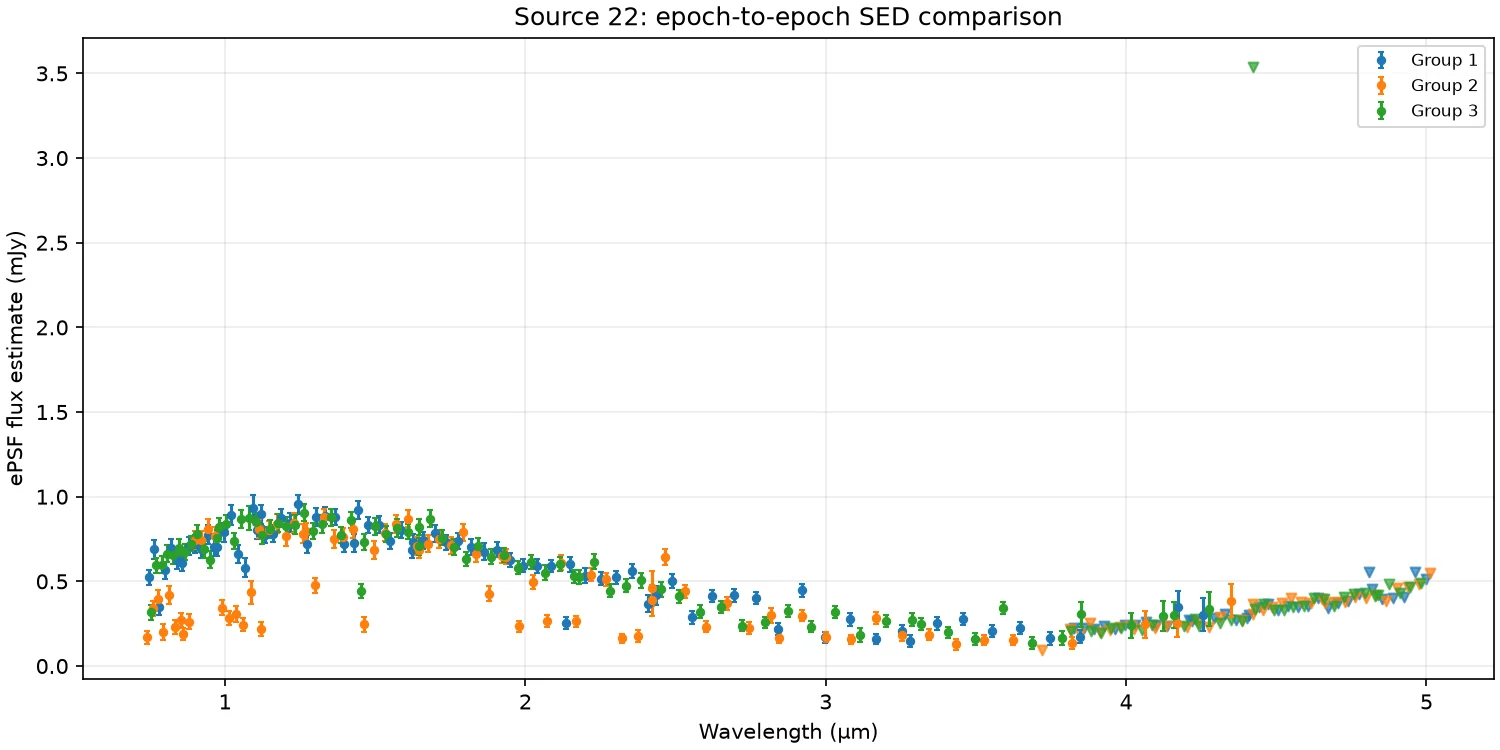 Source 22: epoch-to-epoch SED comparison
ePSF flux estimate (mJy)
3.5
3.0
2.5
2.0
1.5
1.0
0.5
0.0
Group 1
Group 2
Group 3
1 2 3 4 5
Wavelength (μm)